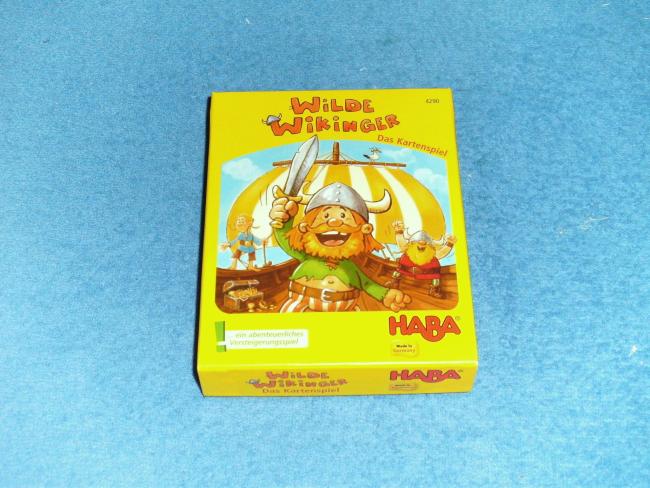 4290
WILDE
WIKINGER
Das Kartenspiel
ein abenteuerliches
Versteigerungsspiel
HABA®
Made in
Germany
WILDE
WIKINGER
Das Kartenspiel
HABA®